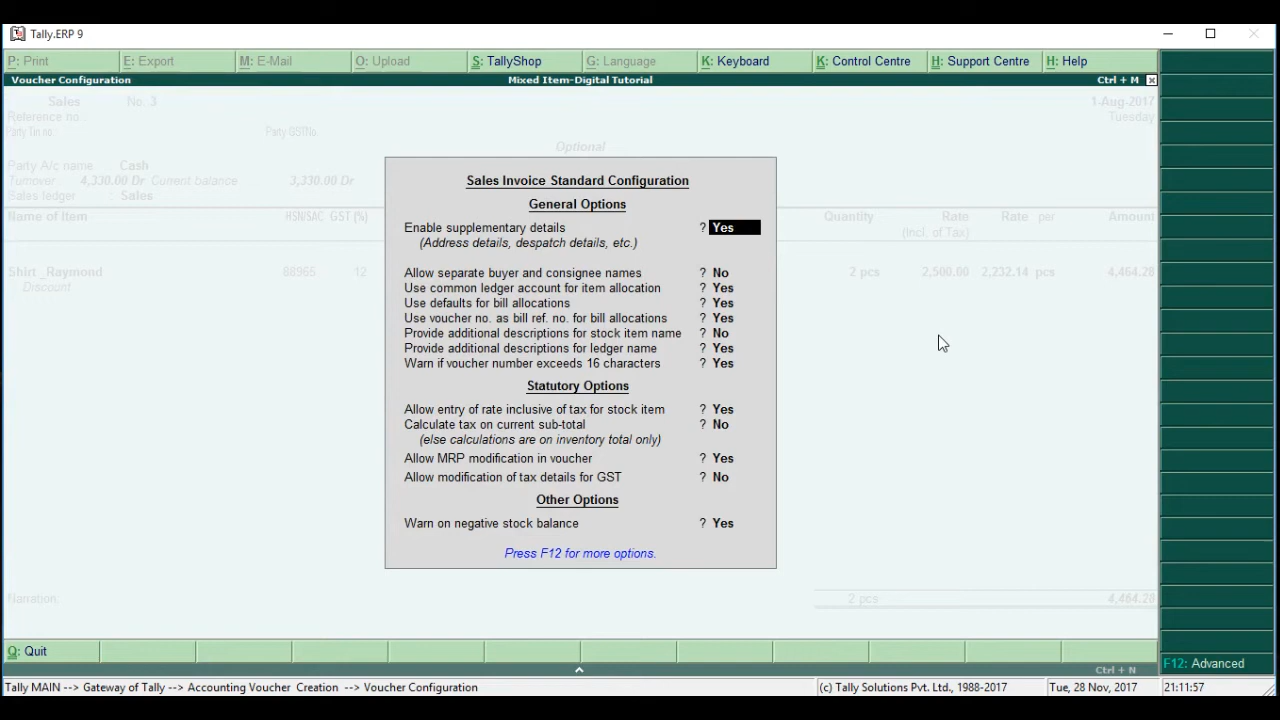 Tally.ERP 9
P: Print E: Export M: E-Mail O: Upload S: TallyShop G: Language K: Keyboard K: Control Centre H: Support Centre H: Help
Voucher Configuration Mixed Item-Digital Tutorial Ctrl + M
Sales No. 3 1-Aug-2017
Reference no. Tuesday
Party Tin no. Party GSTNo.
Optional
Party A/c name Cash
Turnover 4,330.00 Dr Current balance 3,330.00 Dr
Sales ledger : Sales
Name of Item HSN/SAC GST (%) Quantity Rate Rate per Amount
(Incl. of Tax)
Shirt _Raymond 68965 12 2 pcs 2,500.00 2,232.14 pcs 4,464.28
Discount
Sales Invoice Standard Configuration
General Options
Enable supplementary details ? Yes
(Address details, despatch details, etc.)
Allow separate buyer and consignee names ? No
Use common ledger account for item allocation ? Yes
Use defaults for bill allocations ? Yes
Use voucher no. as bill ref. no. for bill allocations ? Yes
Provide additional descriptions for stock item name ? No
Provide additional descriptions for ledger name ? Yes
Warn if voucher number exceeds 16 characters ? Yes
Statutory Options
Allow entry of rate inclusive of tax for stock item ? Yes
Calculate tax on current sub-total ? No
(else calculations are on inventory total only)
Allow MRP modification in voucher ? Yes
Allow modification of tax details for GST ? No
Other Options
Warn on negative stock balance ? Yes
Press F12 for more options.
Narration: 2 pcs 4,464.28
Q: Quit
F12: Advanced
Ctrl + N
Tally MAIN --> Gateway of Tally --> Accounting Voucher Creation --> Voucher Configuration (c) Tally Solutions Pvt. Ltd., 1988-2017 Tue, 28 Nov, 2017 21:11:57